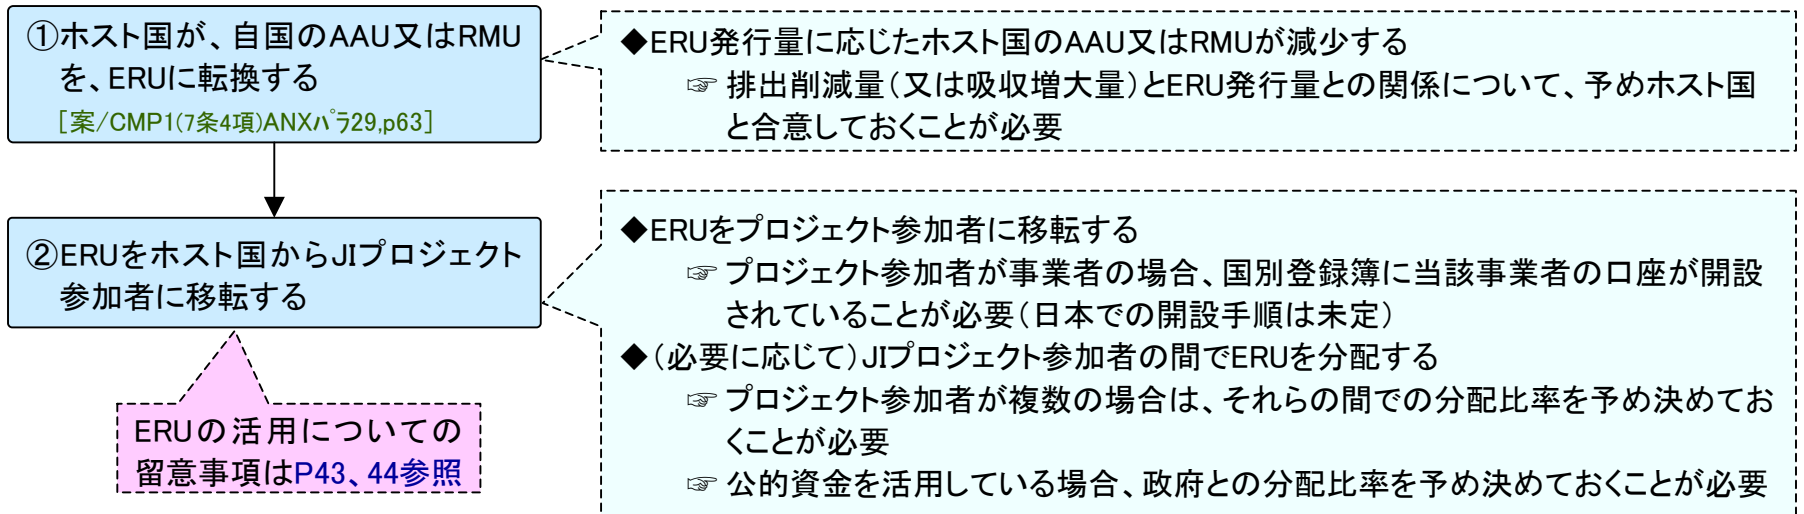 ①ホスト国が、自国のAAU又はRMU
を、ERUに転換する
[案/CMP1(7条4項)ANXパラ29,p63]
◆ERU発行量に応じたホスト国のAAU又はRMUが減少する
☞ 排出削減量(又は吸収増大量)とERU発行量との関係について、予めホスト国
と合意しておくことが必要
②ERUをホスト国からJIプロジェクト
参加者に移転する
◆ERUをプロジェクト参加者に移転する
☞ プロジェクト参加者が事業者の場合、国別登録簿に当該事業者の口座が開設
されていることが必要(日本での開設手順は未定)
◆(必要に応じて)JIプロジェクト参加者の間でERUを分配する
☞ プロジェクト参加者が複数の場合は、それらの間での分配比率を予め決めてお
くことが必要
☞ 公的資金を活用している場合、政府との分配比率を予め決めておくことが必要
ERUの活用についての
留意事項はP43、44参照